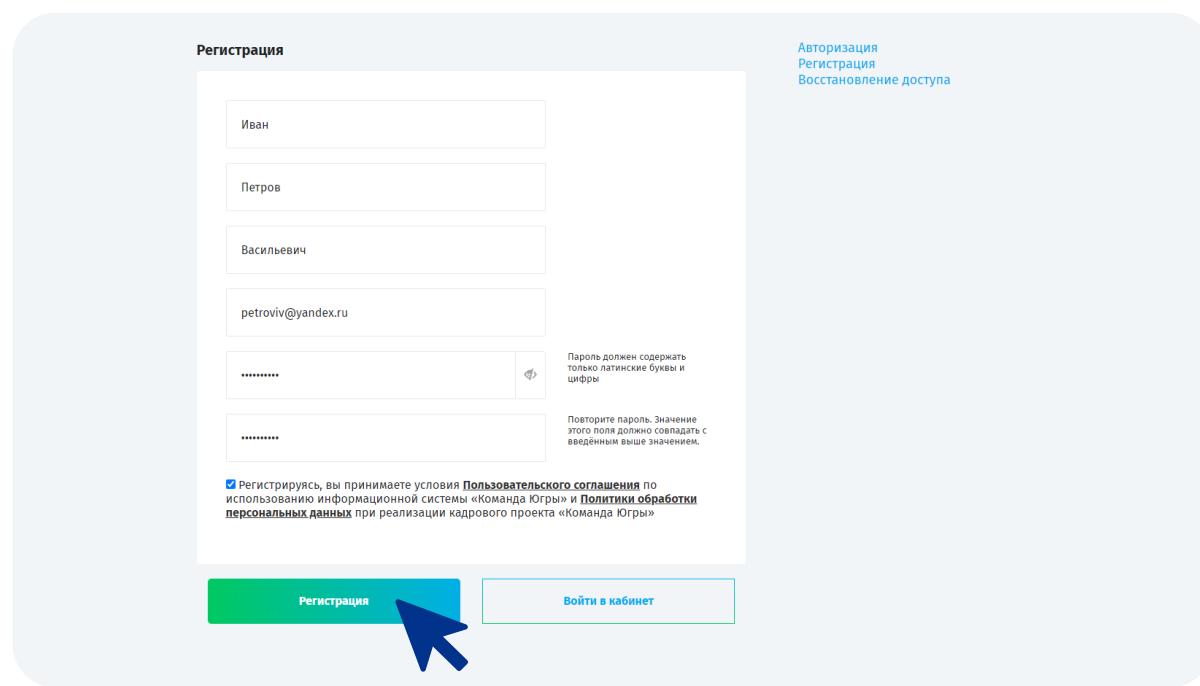 Регистрация
Иван
Петров
Васильевич
petroviv@yandex.ru
••••••••••
Пароль должен содержать
только латинские буквы и
цифры
••••••••••
Повторите пароль. Значение
этого поля должно совпадать с
введённым выше значением.
Регистрируясь, вы принимаете условия Пользовательского соглашения по
использованию информационной системы «Команда Югры» и Политики обработки
персональных данных при реализации кадрового проекта «Команда Югры»
Регистрация
Войти в кабинет
Авторизация
Регистрация
Восстановление доступа